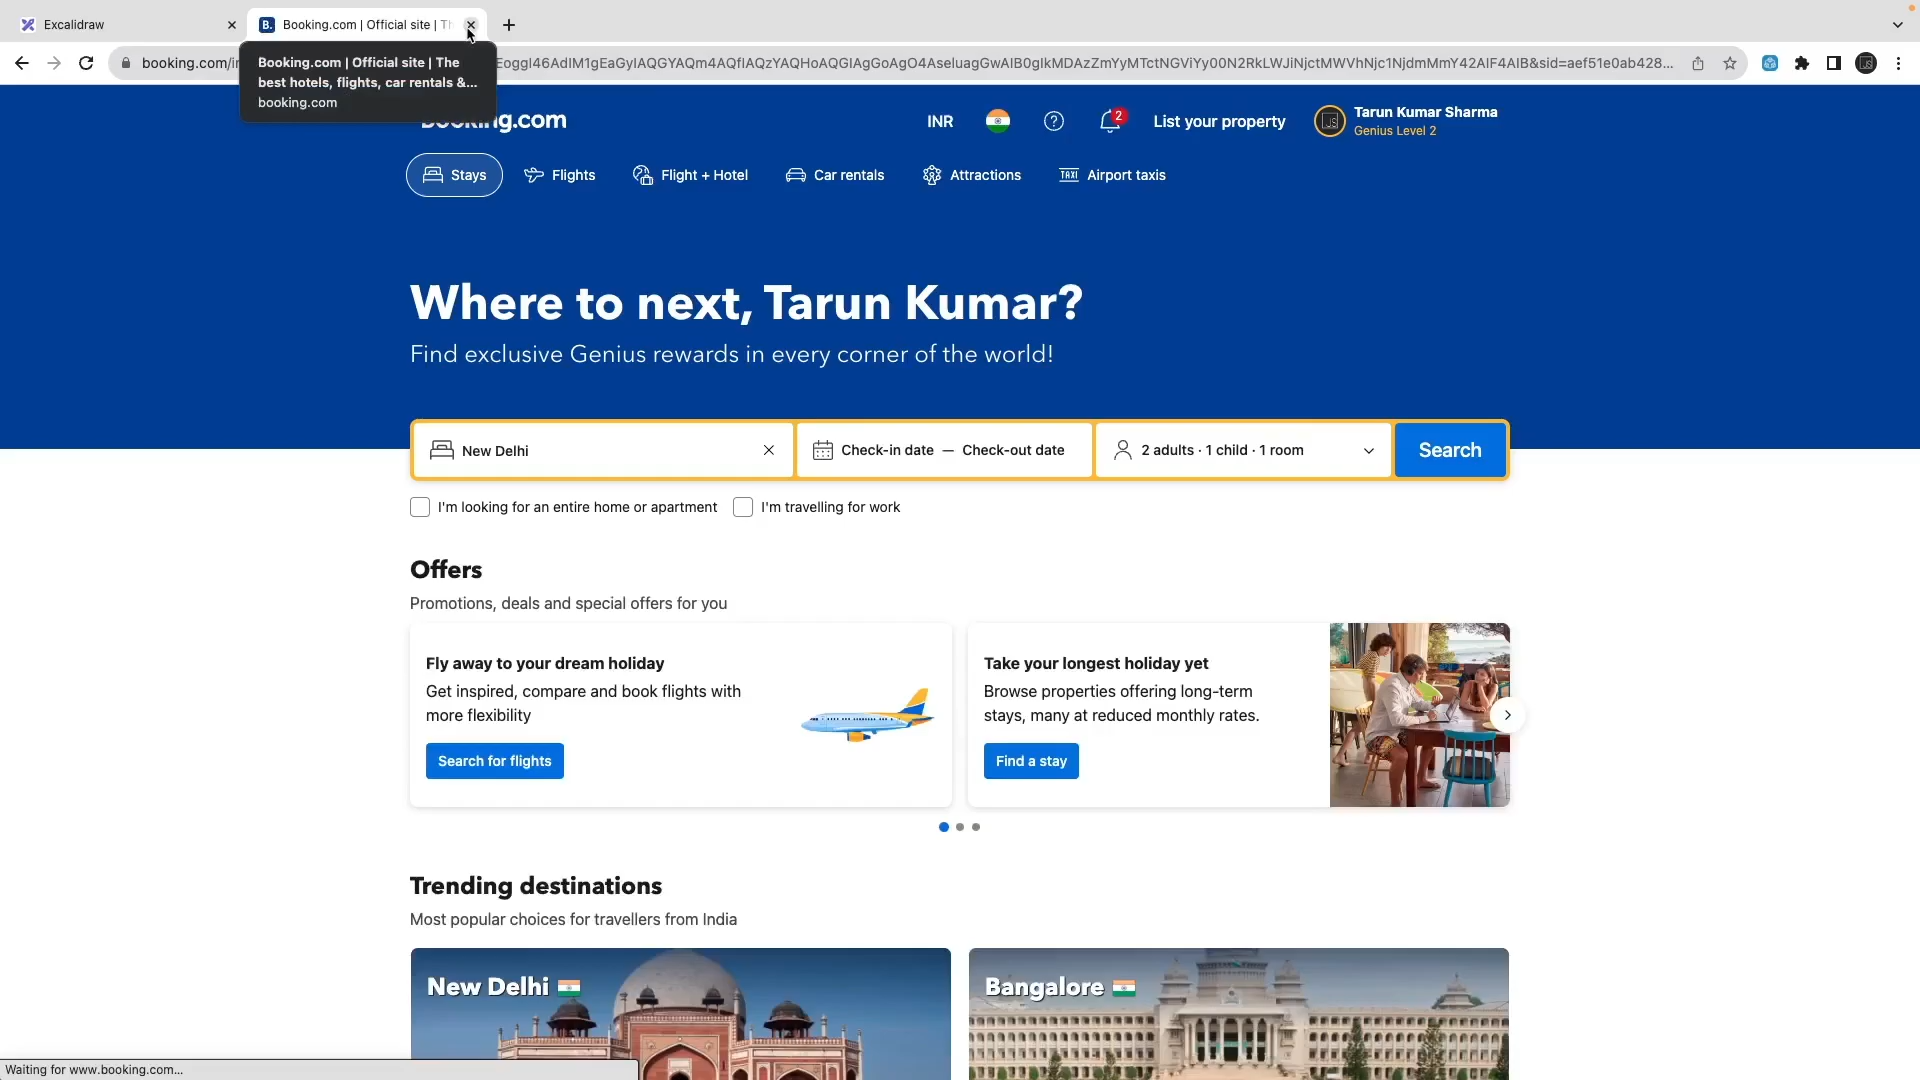 Excalidraw
Booking.com | Official site | Th
booking.com/in
Eoggl46AdIM1gEaGyIAQGYAQm4AQfIAQzYAQHoAQGIAgGoAgO4AseluagGwAIB0gIkMDAzZmYyMTctNGViYy00N2RkLWJiNjctMWVhNjc1NjdmMmY42AIF4AIB&sid=aef51e0ab428...
Booking.com | Official site | The
best hotels, flights, car rentals &...
booking.com
Booking.com
INR
2
List your property
Tarun Kumar Sharma
Genius Level 2
Stays
Flights
Flight + Hotel
Car rentals
Attractions
TAXI
Airport taxis
Where to next, Tarun Kumar?
Find exclusive Genius rewards in every corner of the world!
New Delhi
Check-in date — Check-out date
2 adults · 1 child · 1 room
Search
I'm looking for an entire home or apartment
I'm travelling for work
Offers
Promotions, deals and special offers for you
Fly away to your dream holiday
Get inspired, compare and book flights with
more flexibility
Search for flights
Take your longest holiday yet
Browse properties offering long-term
stays, many at reduced monthly rates.
Find a stay
Trending destinations
Most popular choices for travellers from India
New Delhi
Bangalore
Waiting for www.booking.com...